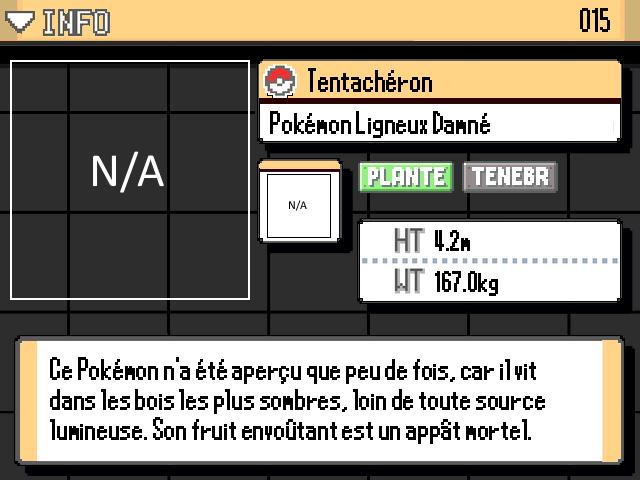 INFO
015
Tentachéron
Pokémon Ligneux Damné
N/A
N/A
PLANTE
TENEBR
HT 4.2m
WT 167.0kg
Ce Pokémon n'a été aperçu que peu de fois, car il vit
dans les bois les plus sombres, loin de toute source
lumineuse. Son fruit envoûtant est un appât mortel.